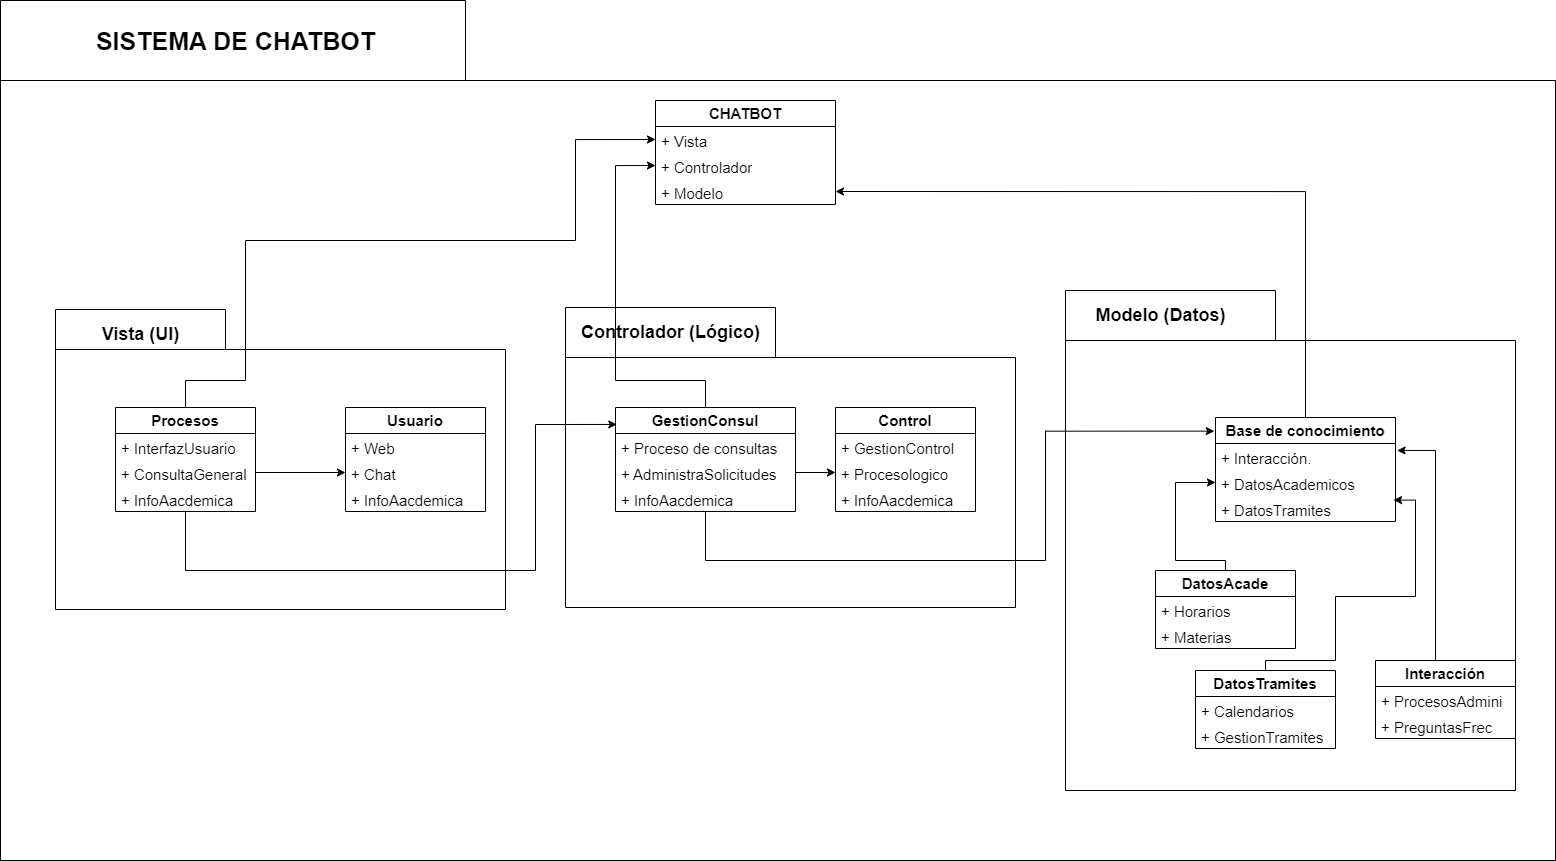 SISTEMA DE CHATBOT
CHATBOT
+ Vista
+ Controlador
+ Modelo
Vista (UI)
Procesos
+ InterfazUsuario
+ ConsultaGeneral
+ InfoAacdemica
Usuario
+ Web
+ Chat
+ InfoAacdemica
Controlador (Lógico)
GestionConsul
+ Proceso de consultas
+ AdministraSolicitudes
+ InfoAacdemica
Control
+ GestionControl
+ Procesologico
+ InfoAacdemica
Modelo (Datos)
Base de conocimiento
+ Interacción.
+ DatosAcademicos
+ DatosTramites
DatosAcade
+ Horarios
+ Materias
DatosTramites
+ Calendarios
+ GestionTramites
Interacción
+ ProcesosAdmini
+ PreguntasFrec